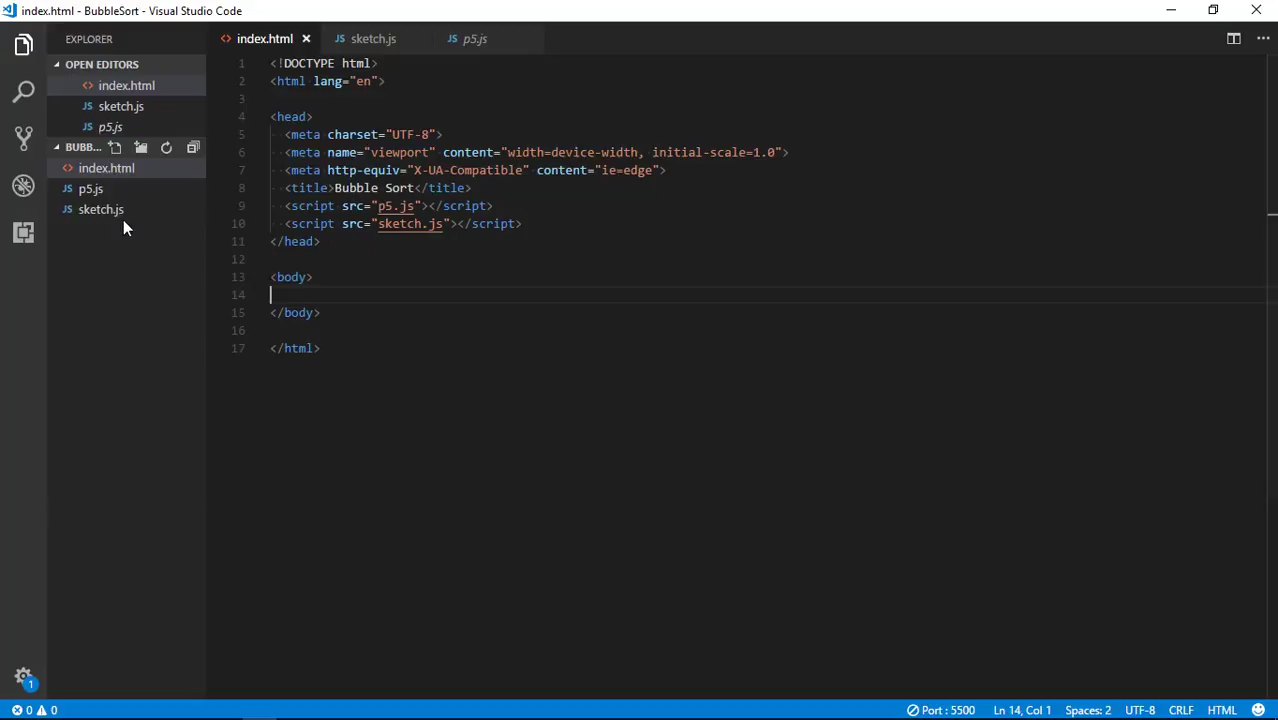 index.html - BubbleSort - Visual Studio Code
EXPLORER
OPEN EDITORS
index.html
sketch.js
p5.js
BUBB...
index.html
p5.js
sketch.js
index.html
sketch.js
p5.js
1 <!DOCTYPE html>
2 <html lang="en">
3
4 <head>
5 <meta charset="UTF-8">
6 <meta name="viewport" content="width=device-width, initial-scale=1.0">
7 <meta http-equiv="X-UA-Compatible" content="ie=edge">
8 <title>Bubble Sort</title>
9 <script src="p5.js"></script>
10 <script src="sketch.js"></script>
11 </head>
12
13 <body>
14
15 </body>
16
17 </html>
1
0 0
Port : 5500 Ln 14, Col 1 Spaces: 2 UTF-8 CRLF HTML